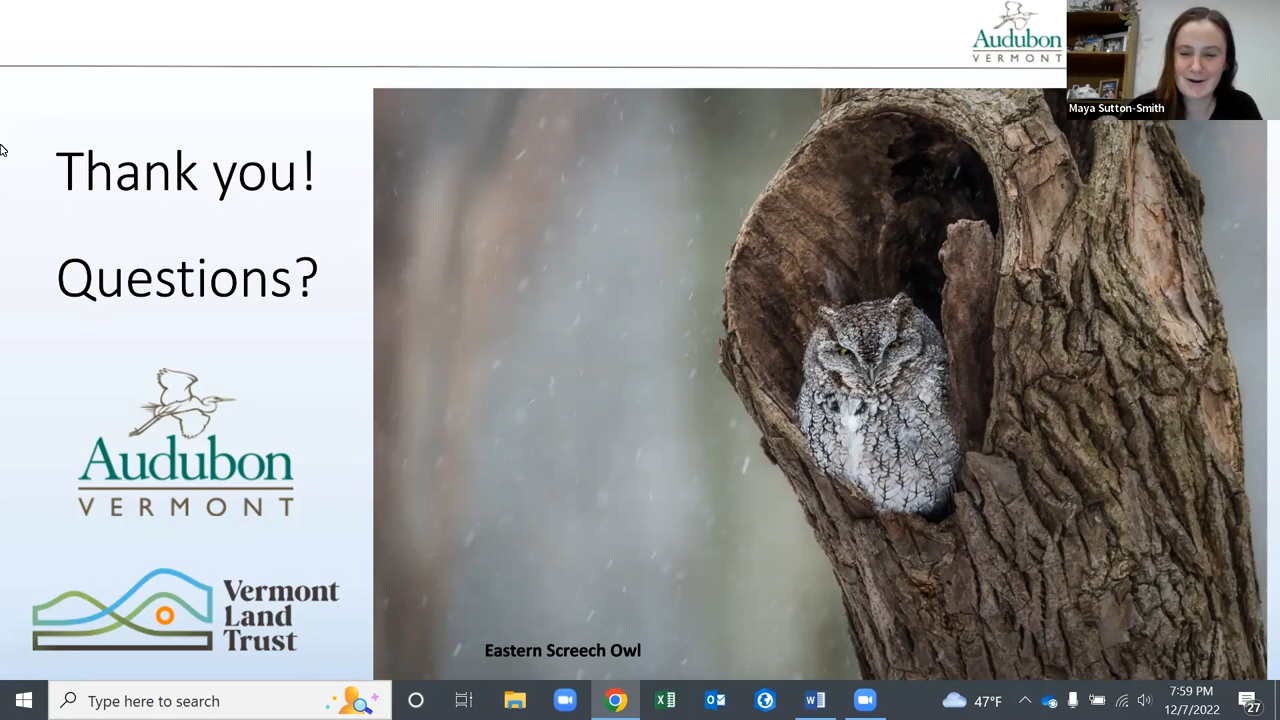 Audubon
VERMONT
Maya Sutton-Smith
Thank you!
Questions?
Audubon
VERMONT
Vermont
Land
Trust
Eastern Screech Owl
Type here to search
47°F
7:59 PM
12/7/2022
27